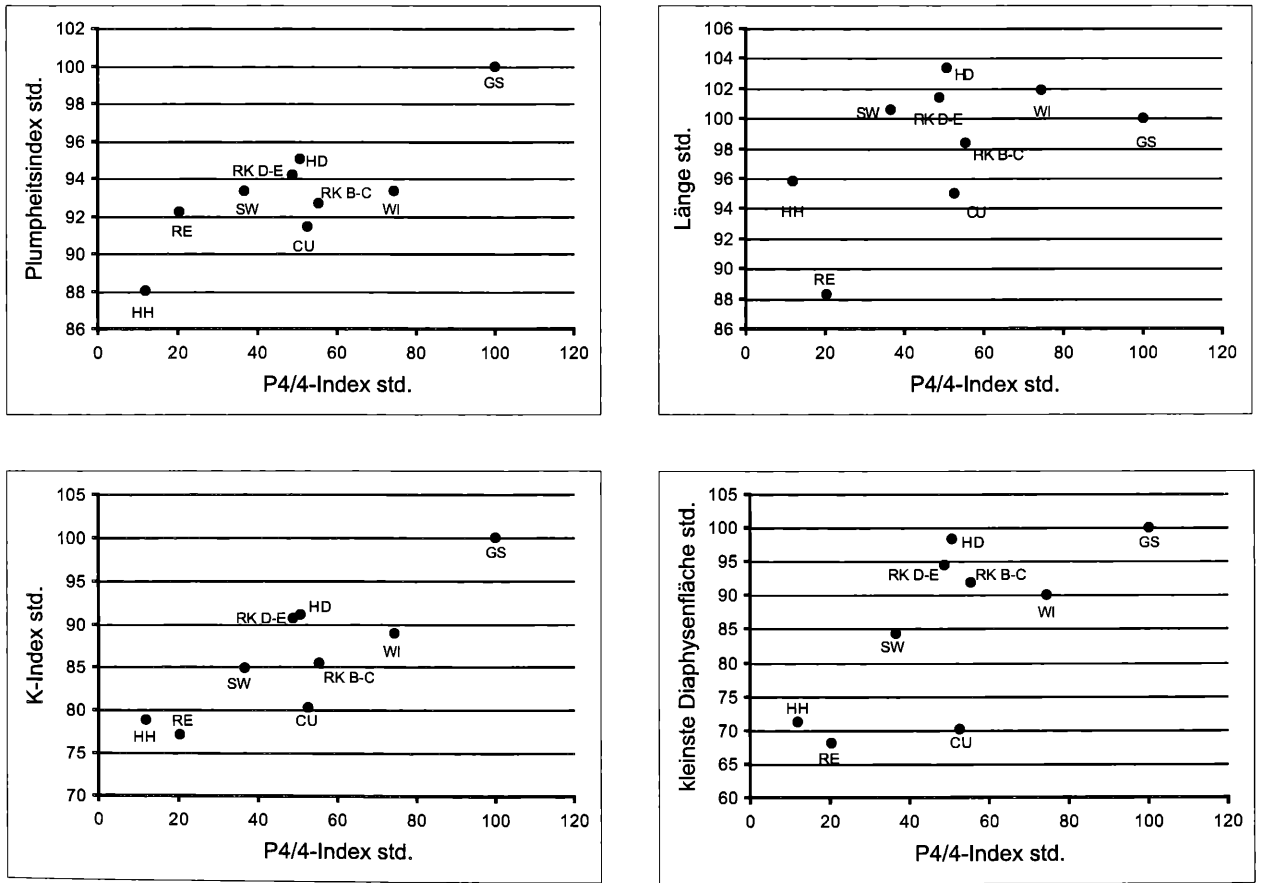 Plumpheitsindex std.
102
100
98
96
94
92
90
88
86
GS
HD
RK D-E
RK B-C
SW
WI
RE
CU
HH
0 20 40 60 80 100 120
P4/4-Index std.
Länge std.
106
104
102
100
98
96
94
92
90
88
86
HD
SW
RK D-E
WI
GS
HK B-C
HH
CU
RE
0 20 40 60 80 100 120
P4/4-Index std.
K-Index std.
105
100
95
90
85
80
75
70
GS
HD
RK D-E
WI
RK B-C
SW
RE
CU
HH
0 20 40 60 80 100 120
P4/4-Index std.
kleinste Diaphysenfläche std.
105
100
95
90
85
80
75
70
65
60
GS
HD
RK D-E
RK B-C
WI
SW
HH
CU
RE
0 20 40 60 80 100 120
P4/4-Index std.